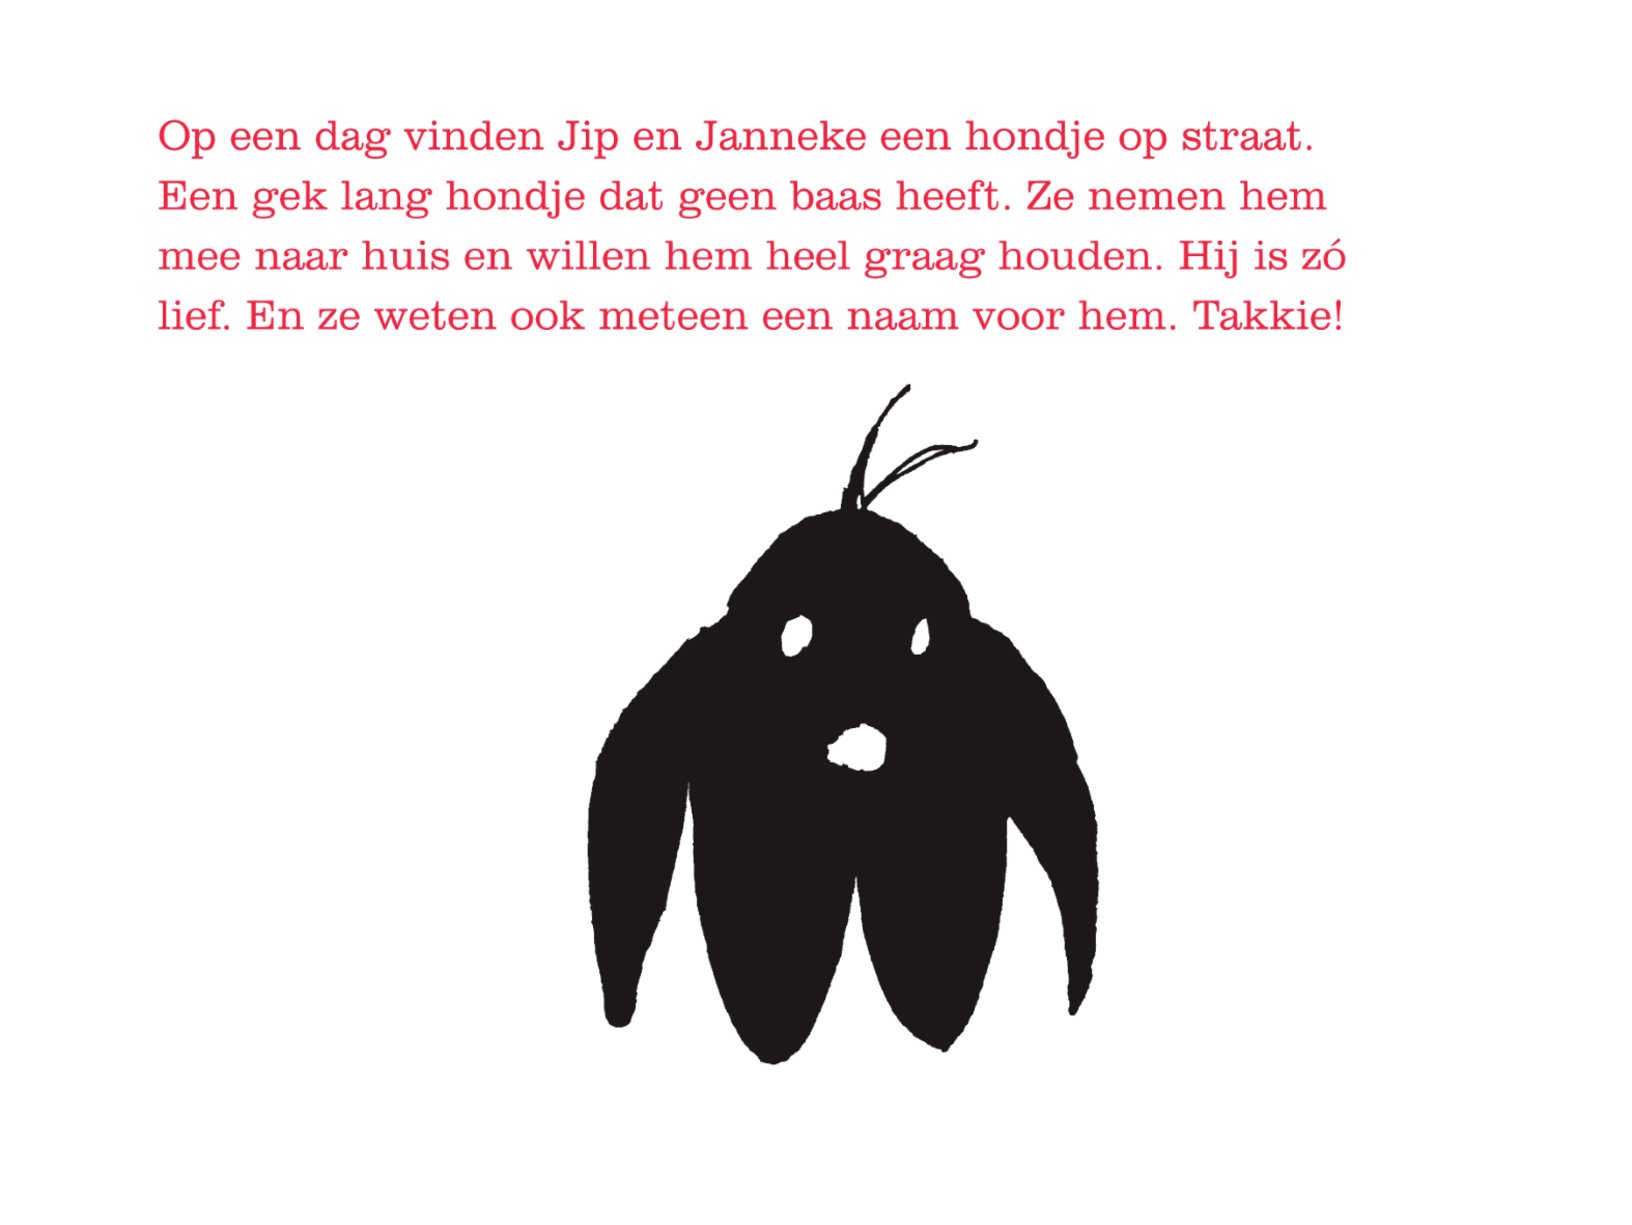 Op een dag vinden Jip en Janneke een hondje op straat.
Een gek lang hondje dat geen baas heeft. Ze nemen hem
mee naar huis en willen hem heel graag houden. Hij is zó
lief. En ze weten ook meteen een naam voor hem. Takkie!